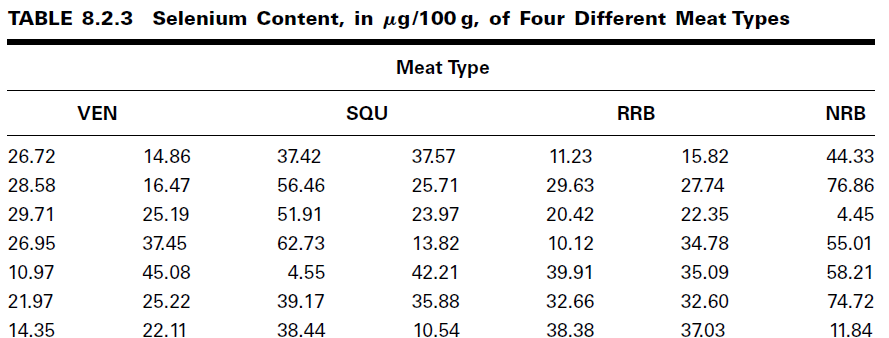 TABLE 8.2.3 Selenium Content, in μg/100 g, of Four Different Meat Types
Meat Type
VEN SQU RRB NRB
26.72 14.86 37.42 37.57 11.23 15.82 44.33
28.58 16.47 56.46 25.71 29.63 27.74 76.86
29.71 25.19 51.91 23.97 20.42 22.35 4.45
26.95 37.45 62.73 13.82 10.12 34.78 55.01
10.97 45.08 4.55 42.21 39.91 35.09 58.21
21.97 25.22 39.17 35.88 32.66 32.60 74.72
14.35 22.11 38.44 10.54 38.38 37.03 11.84